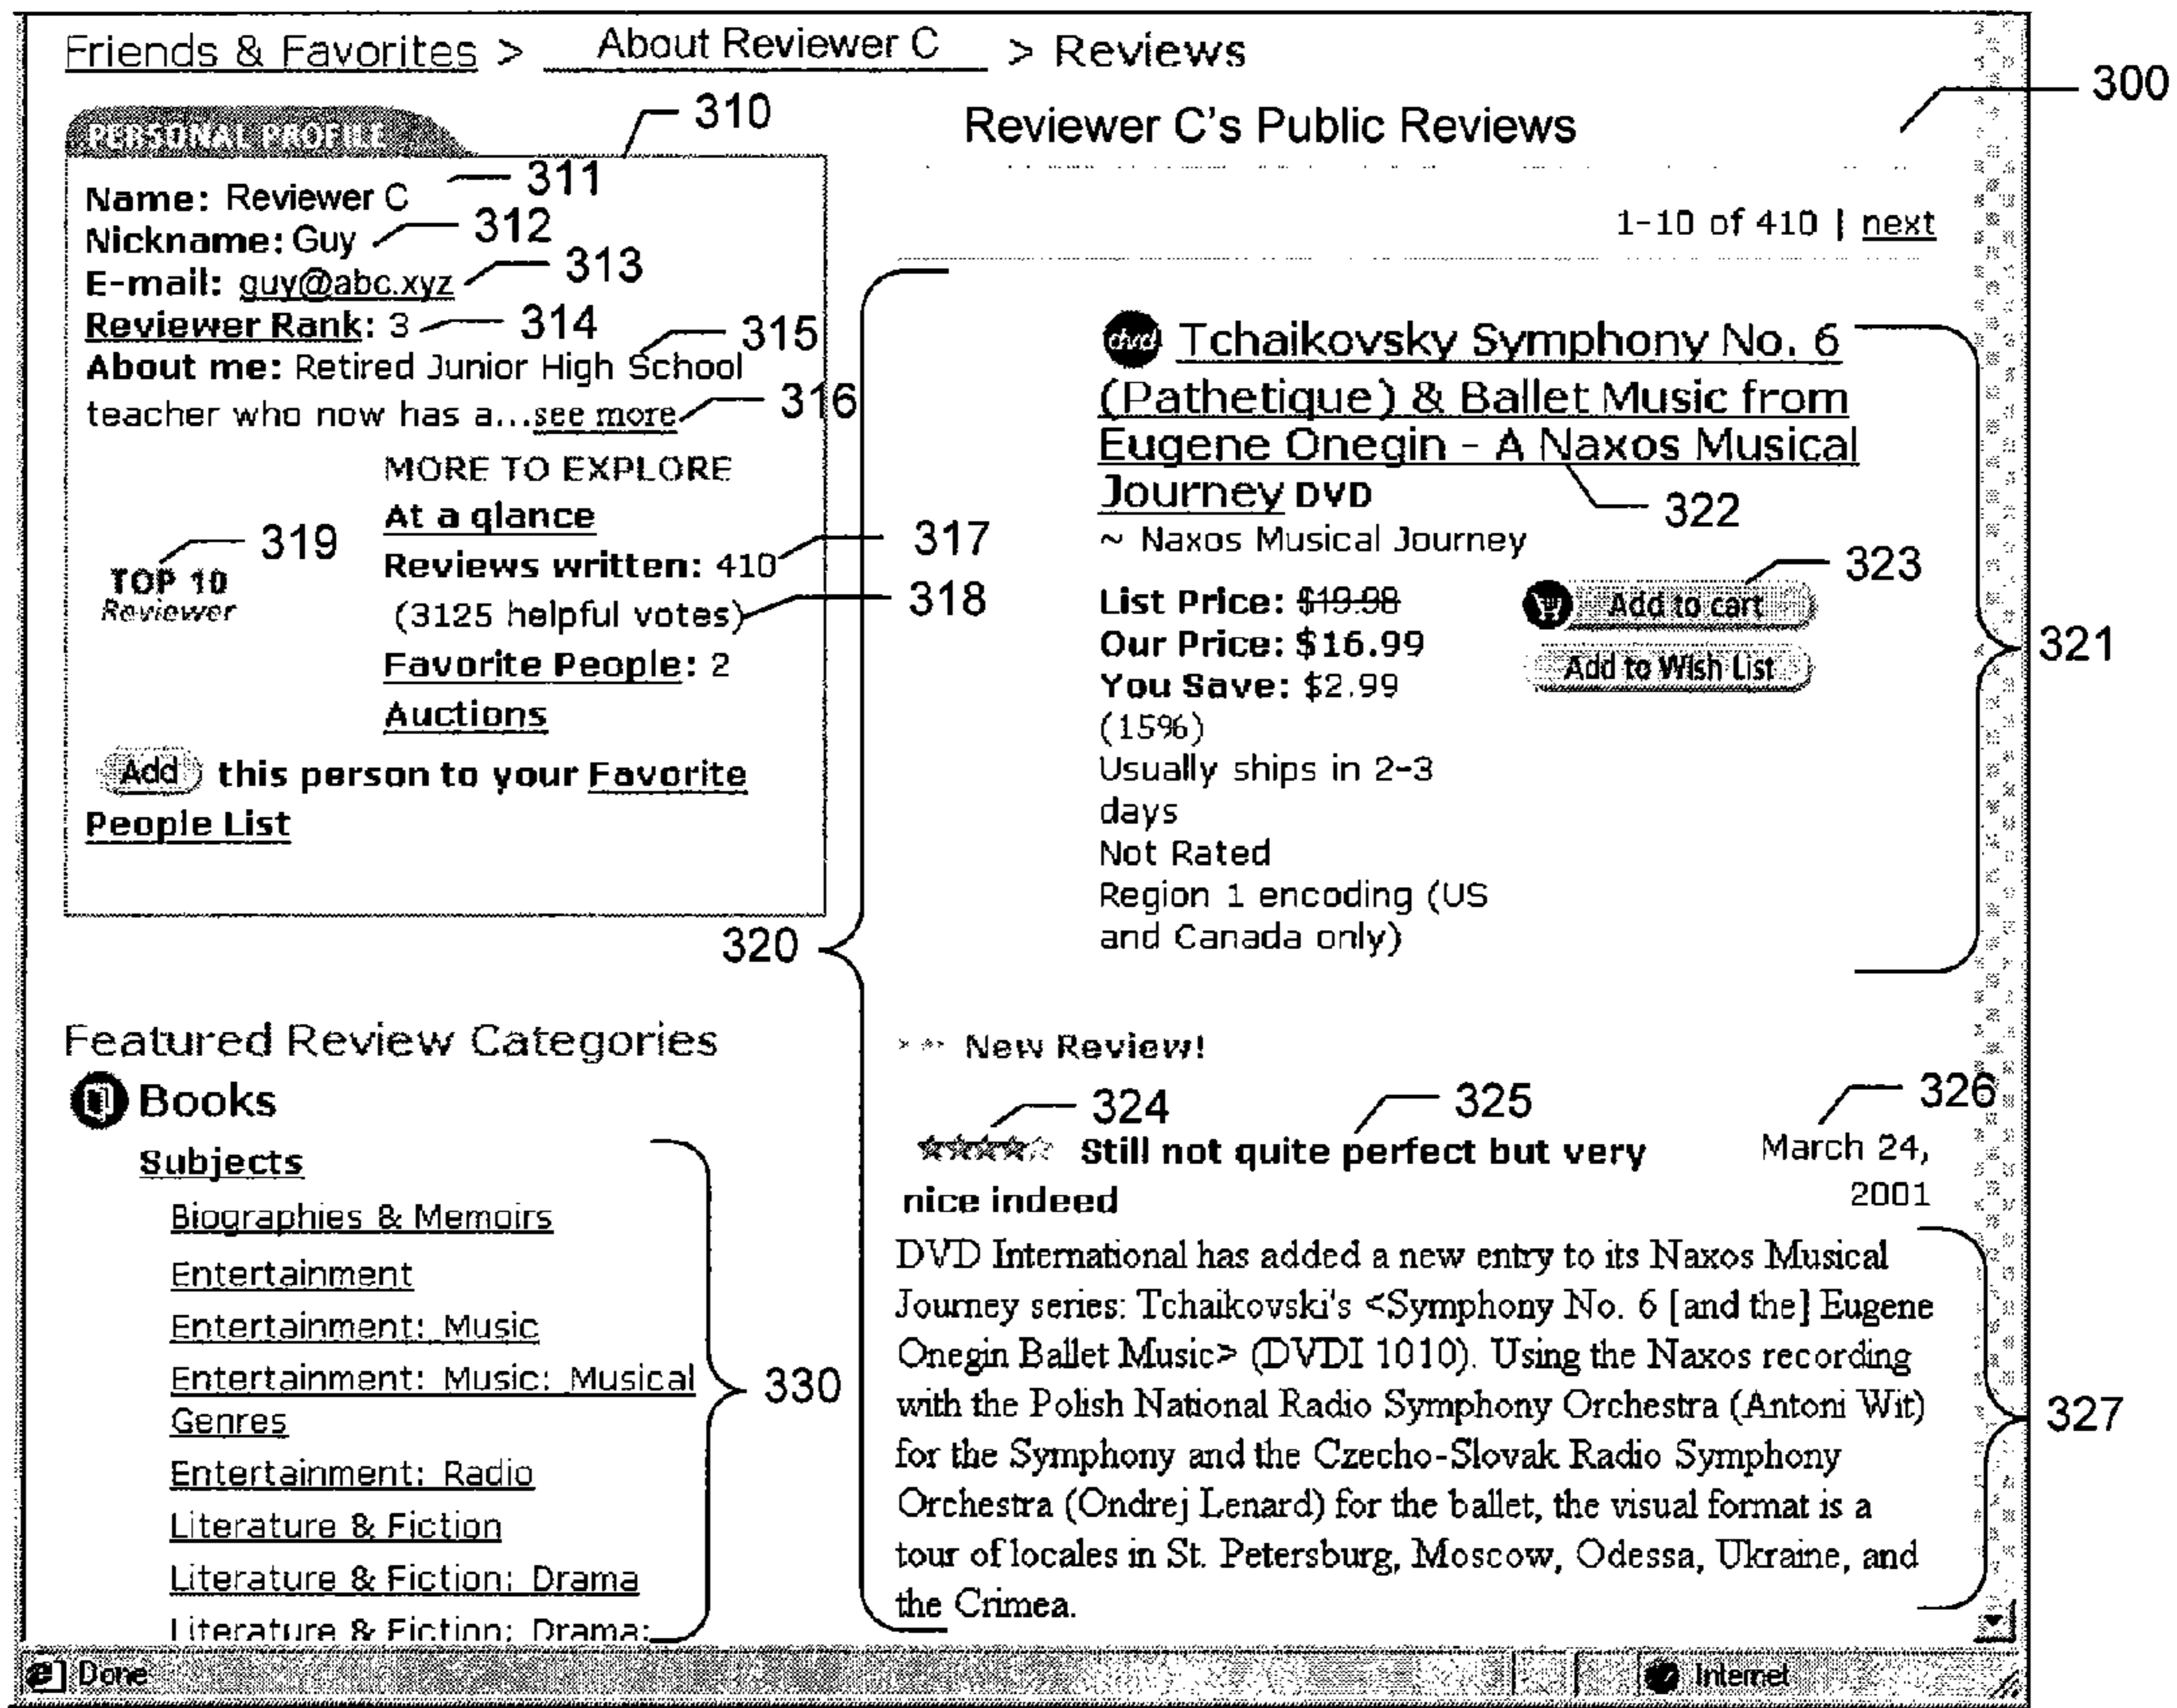 Friends & Favorites > About Reviewer C > Reviews
300
PERSONAL PROFILE
310
Name: Reviewer C
311
Nickname: Guy
312
E-mail: guy@abc.xyz
313
Reviewer Rank: 3
314
About me: Retired Junior High School
315
teacher who now has a...see more
316
MORE TO EXPLORE
At a glance
319
TOP 10
Reviewer
Reviews written: 410
317
(3125 helpful votes)
318
Favorite People: 2
Auctions
Add this person to your Favorite
People List
320
Featured Review Categories
Books
Subjects
Biographies & Memoirs
Entertainment
Entertainment: Music
Entertainment: Music: Musical
Genres
330
Entertainment: Radio
Literature & Fiction
Literature & Fiction: Drama
Literature & Fiction: Drama:
Reviewer C's Public Reviews
1-10 of 410 | next
dvd Tchaikovsky Symphony No. 6
(Pathetique) & Ballet Music from
Eugene Onegin - A Naxos Musical
Journey DVD
322
~ Naxos Musical Journey
323
List Price: $19.98
Add to cart
Our Price: $16.99
321
You Save: $2.99
Add to Wish List
(15%)
Usually ships in 2-3
days
Not Rated
Region 1 encoding (US
and Canada only)
New Review!
324
325
326
Still not quite perfect but very
nice indeed
March 24,
2001
DVD International has added a new entry to its Naxos Musical
Journey series: Tchaikovski's <Symphony No. 6 [and the] Eugene
Onegin Ballet Music> (DVDI 1010). Using the Naxos recording
with the Polish National Radio Symphony Orchestra (Antoni Wit)
327
for the Symphony and the Czecho-Slovak Radio Symphony
Orchestra (Ondrej Lenard) for the ballet, the visual format is a
tour of locales in St. Petersburg, Moscow, Odessa, Ukraine, and
the Crimea.
Done
Internet